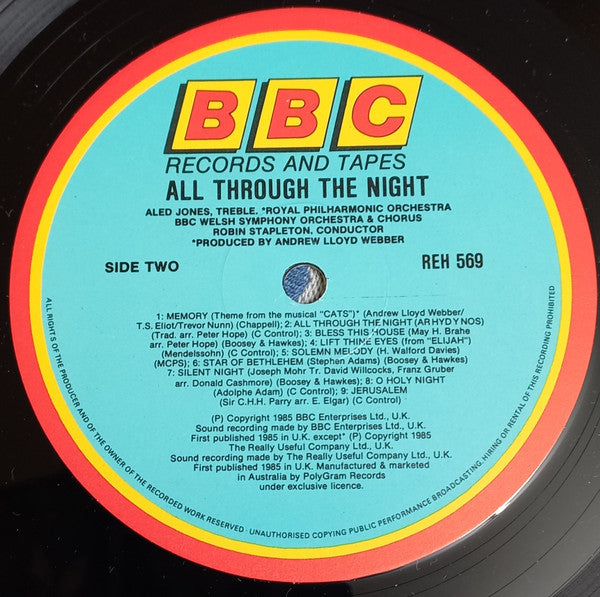 BBC
RECORDS AND TAPES
ALL THROUGH THE NIGHT
ALED JONES, TREBLE. *ROYAL PHILHARMONIC ORCHESTRA
BBC WELSH SYMPHONY ORCHESTRA & CHORUS
ROBIN STAPLETON, CONDUCTOR
*PRODUCED BY ANDREW LLOYD WEBBER
SIDE TWO
REH 569
1: MEMORY (Theme from the musical "CATS")* (Andrew Lloyd Webber/
T.S. Eliot/Trevor Nunn) (Chappell); 2: ALL THROUGH THE NIGHT (AR HYD Y NOS)
(Trad. arr. Peter Hope) (C Control); 3: BLESS THIS HOUSE (May H. Brahe
arr. Peter Hope) (Boosey & Hawkes); 4: LIFT THINE EYES (from "ELIJAH")
(Mendelssohn) (C Control); 5: SOLEMN MELODY (H. Walford Davies)
(MCPS); 6: STAR OF BETHLEHEM (Stephen Adams) (Boosey & Hawkes)
7: SILENT NIGHT (Joseph Mohr Tr. David Willcocks, Franz Gruber
arr. Donald Cashmore) (Boosey & Hawkes); 8: O HOLY NIGHT
(Adolphe Adam) (C Control); 9: JERUSALEM
(Sir C.H.H. Parry arr. E. Elgar) (C Control)
(P) Copyright 1985 BBC Enterprises Ltd., U.K.
Sound recording made by BBC Enterprises Ltd., U.K.
First published 1985 in U.K. except* (P) Copyright 1985
The Really Useful Company Ltd., U.K.
Sound recording made by The Really Useful Company Ltd., U.K.
First published 1985 in U.K. Manufactured & marketed
in Australia by PolyGram Records
under exclusive licence.
ALL RIGHTS OF THE PRODUCER AND OF THE OWNER OF THE RECORDED WORK RESERVED · UNAUTHORISED COPYING PUBLIC PERFORMANCE BROADCASTING. HIRING OR RENTAL OF THIS RECORDING PROHIBITED